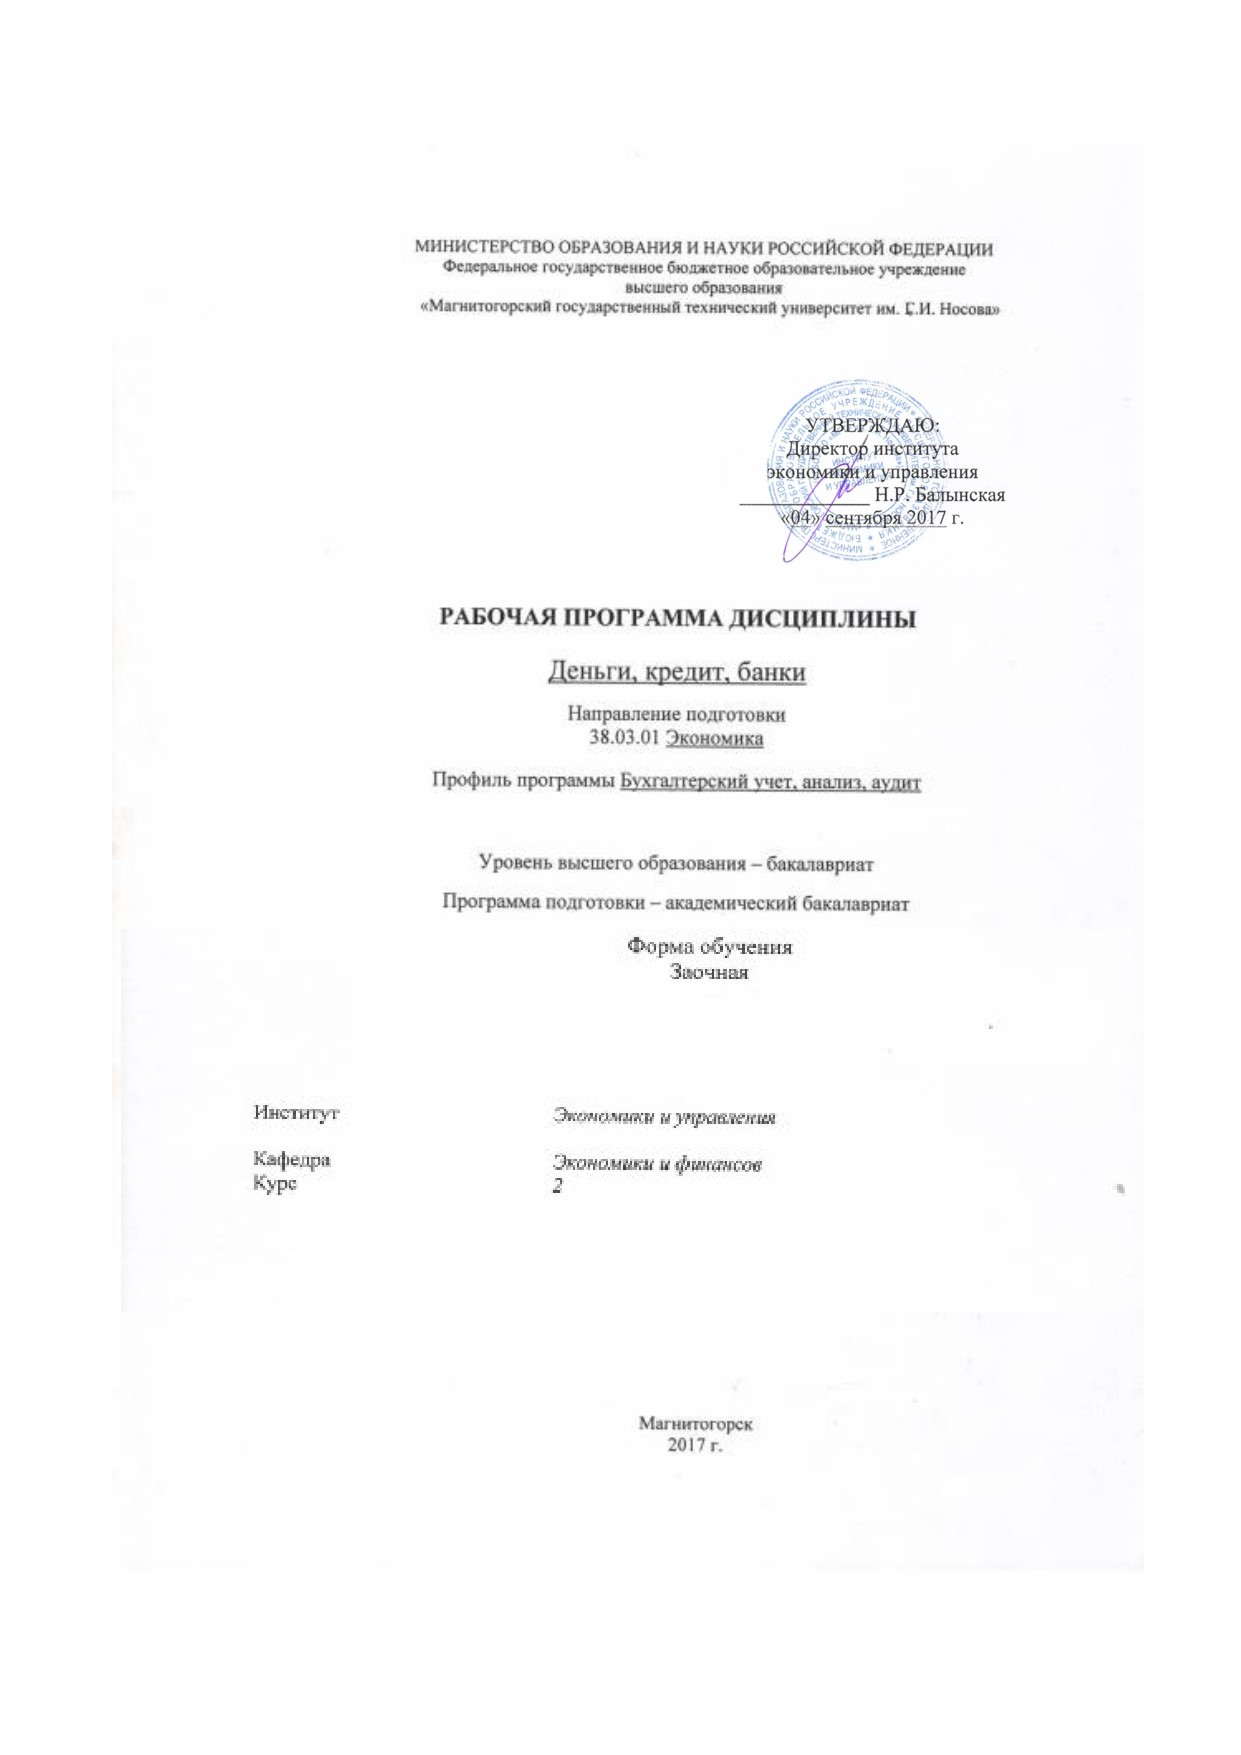 МИНИСТЕРСТВО ОБРАЗОВАНИЯ И НАУКИ РОССИЙСКОЙ ФЕДЕРАЦИИ
Федеральное государственное бюджетное образовательное учреждение
высшего образования
«Магнитогорский государственный технический университет им. Г.И. Носова»
УТВЕРЖДАЮ:
Директор института
экономики и управления
_____________ Н.Р. Балынская
«04» сентября 2017 г.
РАБОЧАЯ ПРОГРАММА ДИСЦИПЛИНЫ
Деньги, кредит, банки
Направление подготовки
38.03.01 Экономика
Профиль программы Бухгалтерский учет, анализ, аудит
Уровень высшего образования – бакалавриат
Программа подготовки – академический бакалавриат
Форма обучения
Заочная
Институт Экономики и управления
Кафедра Экономики и финансов
Курс 2
Магнитогорск
2017 г.